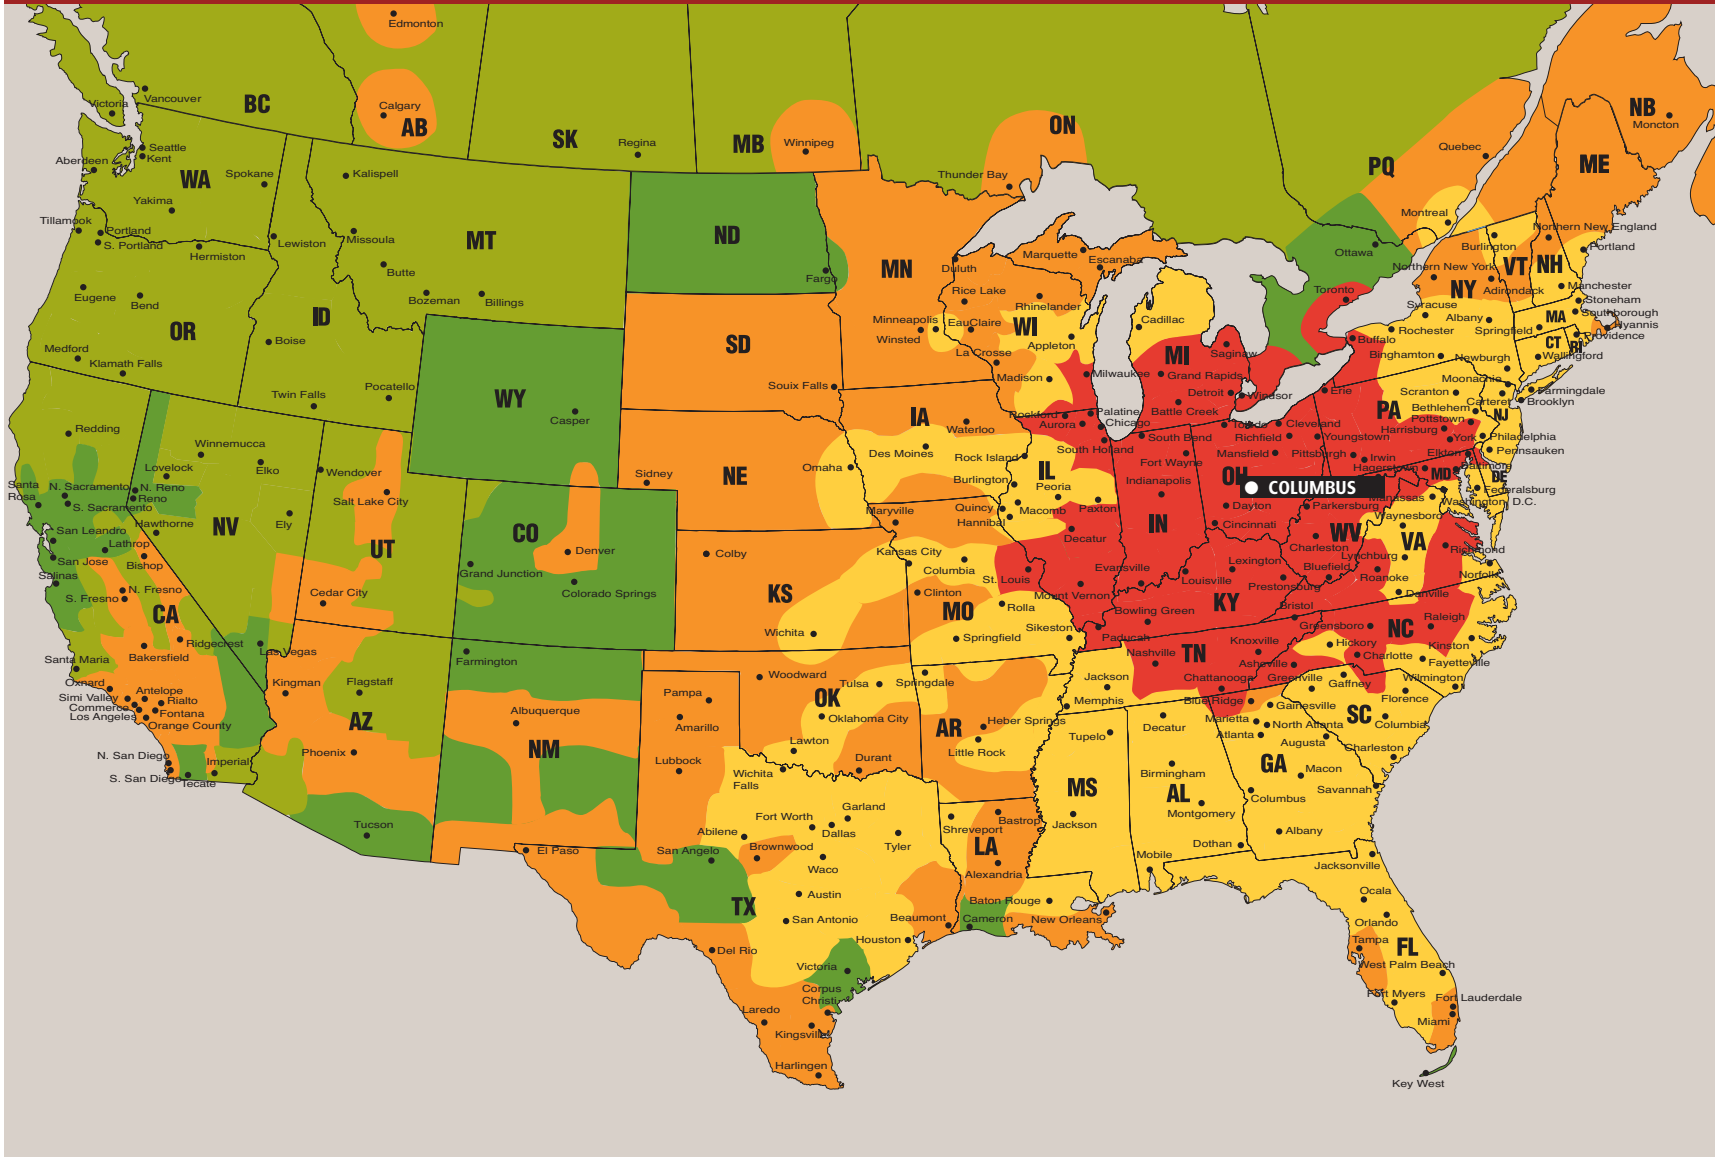 Edmonton
Calgary
AB
Vancouver
Victoria
BC
SK
Regina
MB
Winnipeg
ON
Thunder Bay
PQ
Quebec
Montreal
Ottawa
Toronto
NB
Moncton
ME
Seattle
Kent
Aberdeen
WA
Spokane
Yakima
Tillamook
Portland
S. Portland
Hermiston
Lewiston
Kalispell
Missoula
MT
Butte
Bozeman
Billings
Eugene
Bend
OR
ID
Boise
Medford
Klamath Falls
Twin Falls
Pocatello
ND
Fargo
MN
Duluth
SD
Souix Falls
WY
Casper
Marquette
Escanaba
Rice Lake
Rhinelander
Minneapolis
EauClaire
WI
Winsted
Appleton
La Crosse
Madison
Milwaukee
Cadillac
MI
Saginaw
Grand Rapids
Detroit
Windsor
Battle Creek
Northern New England
Burlington
Portland
VT
NH
Northern New York
NY
Adirondack
Manchester
Stoneham
Syracuse
Albany
MA
Southborough
Hyannis
Rochester
Springfield
Providence
Buffalo
CT
RI
Binghamton
Newburgh
Wallingford
Moonachie
Scranton
Farmingdale
Erie
Carteret
Brooklyn
PA
Bethlehem
NJ
Pottstown
Harrisburg
York
Philadelphia
Pennsauken
Elkton
Redding
Winnemucca
Lovelock
Elko
Wendover
Salt Lake City
Santa
Rosa
N. Sacramento
S. Sacramento
N. Reno
Reno
Hawthorne
NV
Ely
UT
San Leandro
Lathrop
San Jose
Bishop
Salinas
N. Fresno
S. Fresno
CA
Cedar City
Ridgecrest
Bakersfield
Las Vegas
Santa Maria
Oxnard
Antelope
Simi Valley
Rialto
Commerce
Fontana
Los Angeles
Orange County
Kingman
Flagstaff
AZ
Phoenix
N. San Diego
Imperial
S. San Diego
Tecate
Tucson
CO
Denver
Grand Junction
Colorado Springs
Farmington
Albuquerque
NM
El Paso
NE
Sidney
Omaha
IA
Waterloo
Des Moines
Rock Island
Burlington
KS
Colby
Wichita
Maryville
Quincy
Hannibal
Kansas City
Columbia
Clinton
MO
Rolla
Springfield
St. Louis
Sikeston
Rockford
Palatine
Aurora
Chicago
South Holland
IL
Peoria
Macomb
Paxton
Decatur
Mount Vernon
South Bend
Fort Wayne
Indianapolis
IN
Evansville
Toledo
Cleveland
Richfield
Mansfield
Youngstown
OH
COLUMBUS
Dayton
Cincinnati
Pittsburgh
Irwin
Hagerstown
MD
Baltimore
DE
Federalsburg
Manassas
Washington, D.C.
Parkersburg
Waynesboro
WV
VA
Charleston
Lynchburg
Richmond
Bluefield
Roanoke
Norfolk
Danville
Lexington
Louisville
Prestonsburg
KY
Bowling Green
Paducah
Bristol
Greensboro
NC
Raleigh
Hickory
Kinston
Charlotte
Fayetteville
Asheville
Wilmington
Knoxville
Nashville
TN
Chattanooga
Jackson
Memphis
Greenville
Gaffney
Florence
SC
Columbia
Augusta
Charleston
Blue Ridge
Gainesville
Marietta
North Atlanta
Atlanta
GA
Macon
Columbus
Savannah
Albany
Tupelo
MS
Jackson
Decatur
Birmingham
AL
Montgomery
Dothan
Mobile
Woodward
Tulsa
OK
Oklahoma City
Lawton
Durant
Springdale
AR
Heber Springs
Little Rock
Pampa
Amarillo
Lubbock
Wichita
Falls
Garland
Fort Worth
Dallas
Abilene
Tyler
Brownwood
San Angelo
Waco
TX
Austin
San Antonio
Beaumont
Houston
Del Rio
Victoria
Corpus
Christi
Laredo
Kingsville
Harlingen
Shreveport
Bastrop
LA
Alexandria
Baton Rouge
Cameron
New Orleans
Jacksonville
Ocala
Orlando
Tampa
FL
West Palm Beach
Fort Myers
Fort Lauderdale
Miami
Key West